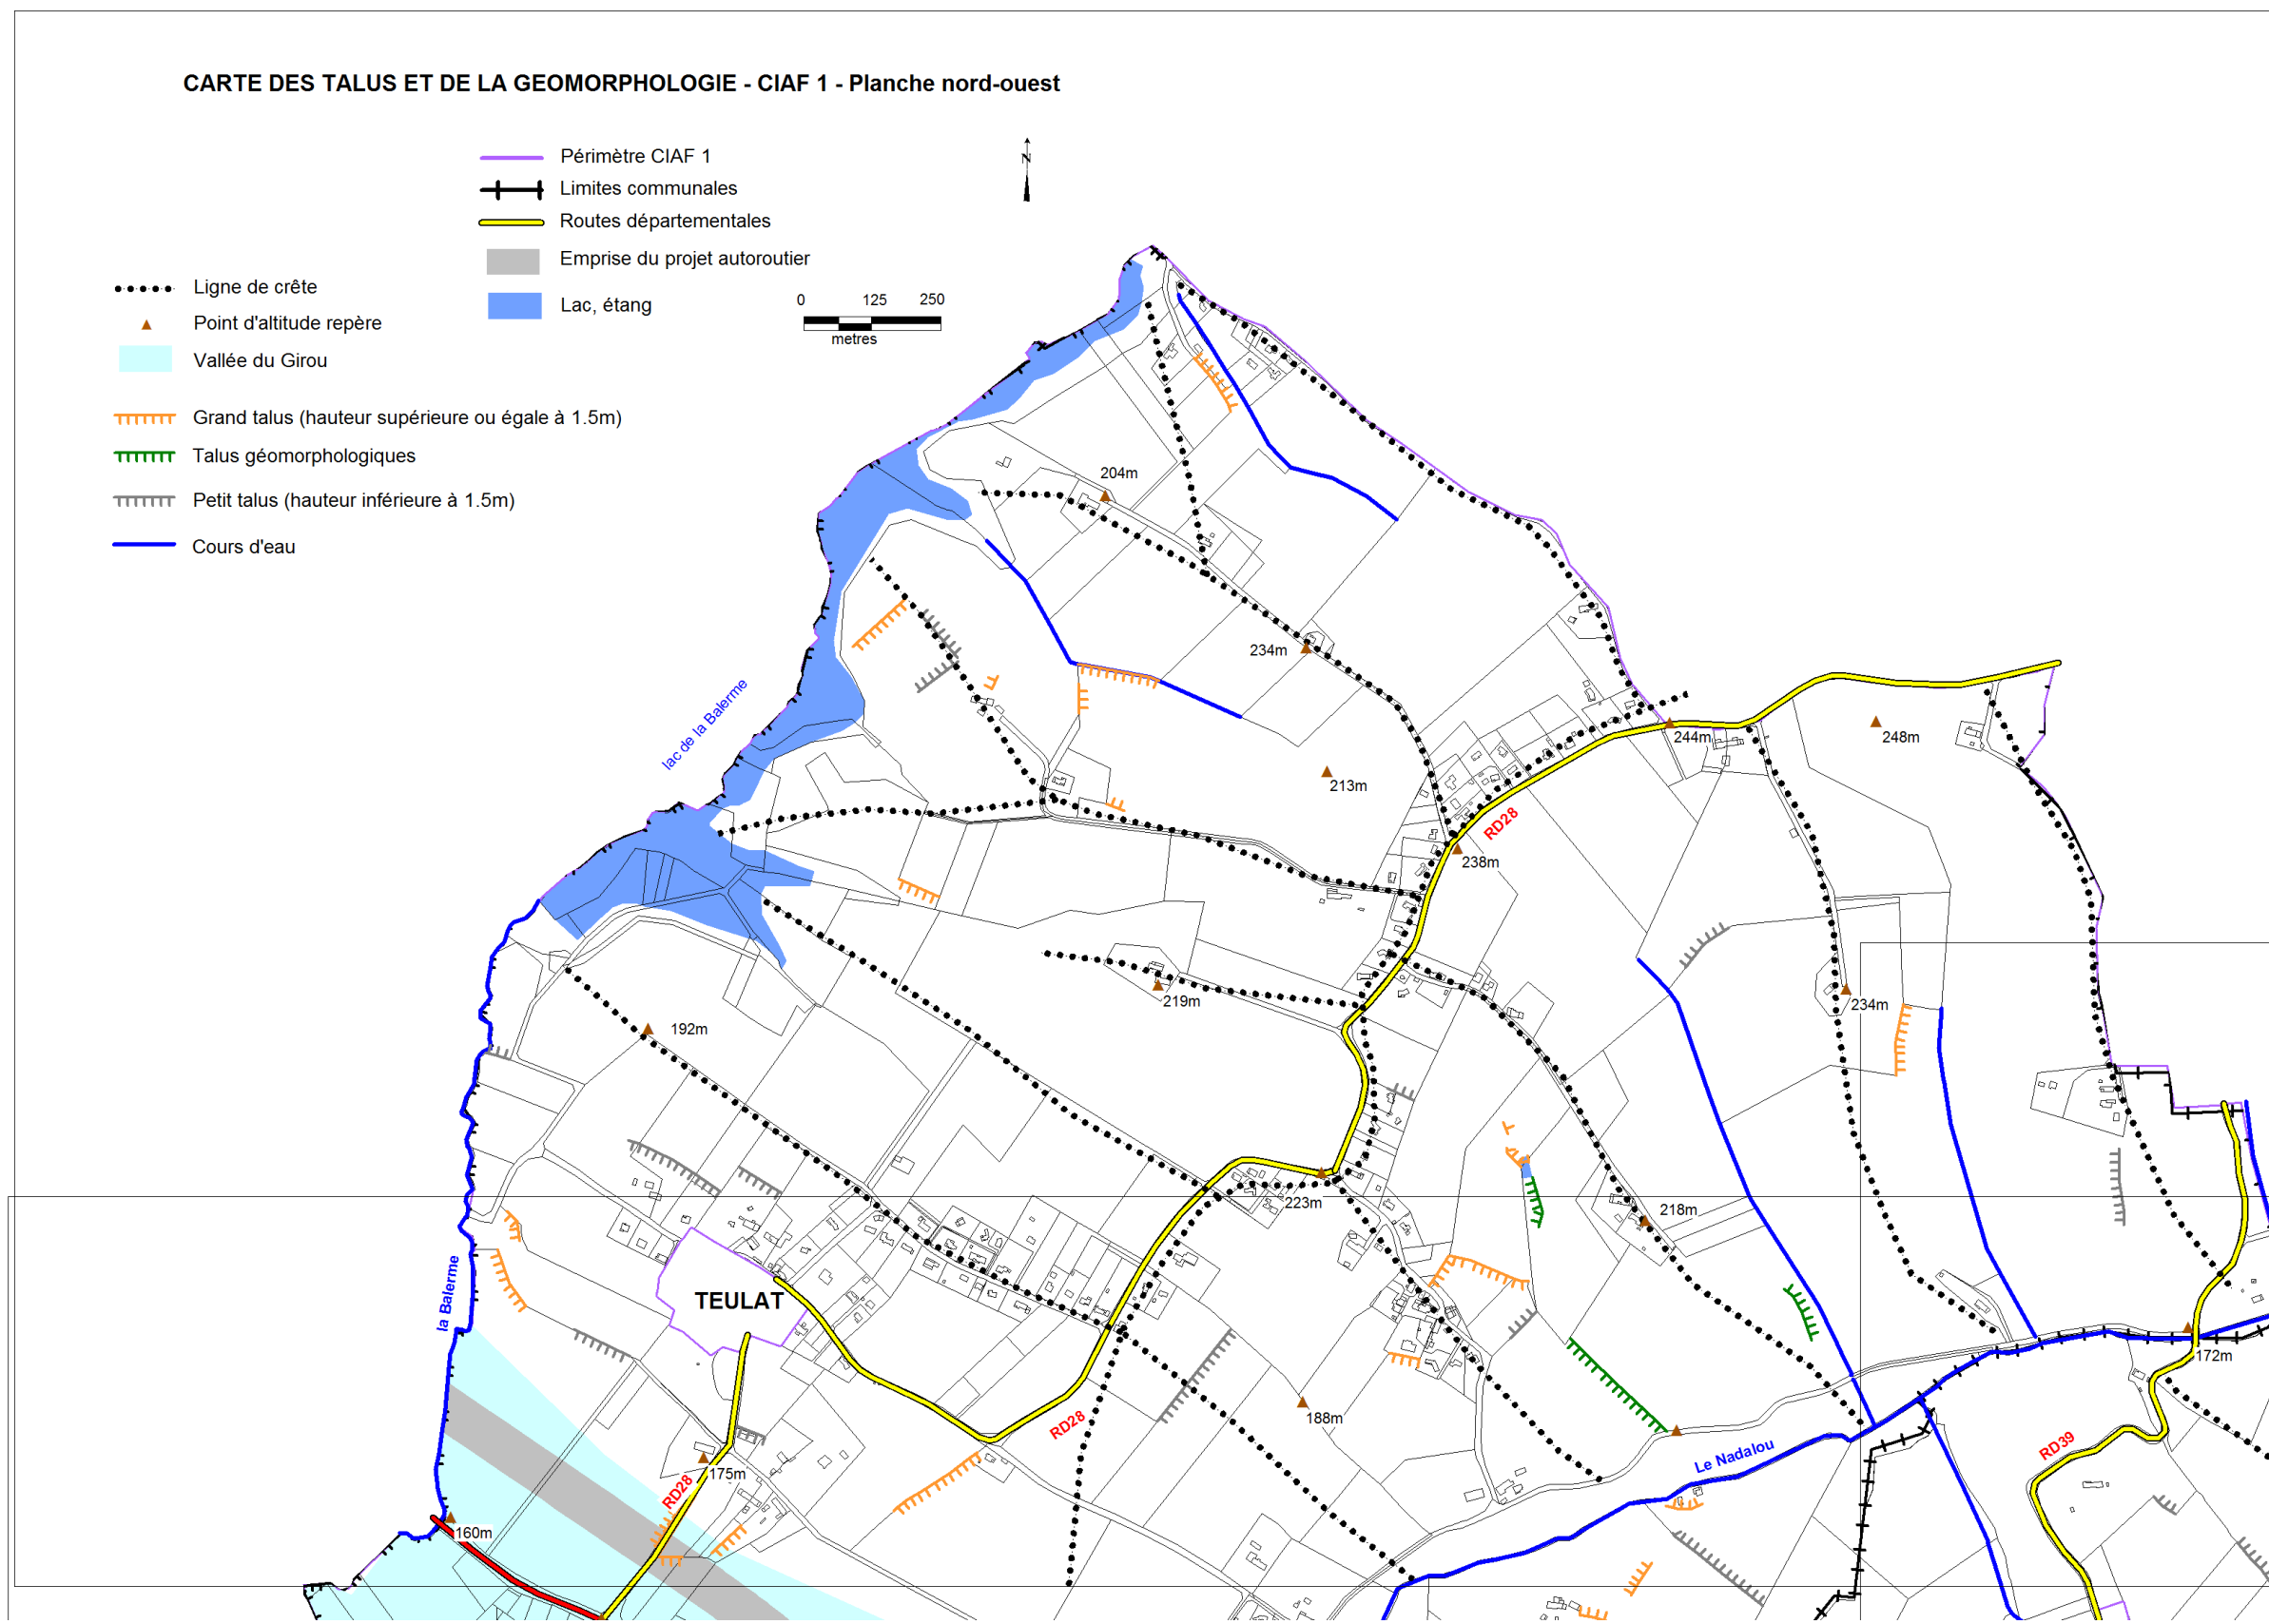 CARTE DES TALUS ET DE LA GEOMORPHOLOGIE - CIAF 1 - Planche nord-ouest
Périmètre CIAF 1
Limites communales
Routes départementales
Emprise du projet autoroutier
Lac, étang
Ligne de crête
Point d'altitude repère
Vallée du Girou
Grand talus (hauteur supérieure ou égale à 1.5m)
Talus géomorphologiques
Petit talus (hauteur inférieure à 1.5m)
Cours d'eau
N
0 125 250
metres
204m
234m
lac de la Balerme
244m
248m
213m
RD28
238m
219m
234m
192m
223m
218m
la Balerme
TEULAT
172m
188m
RD28
RD39
Le Nadalou
175m
RD28
160m